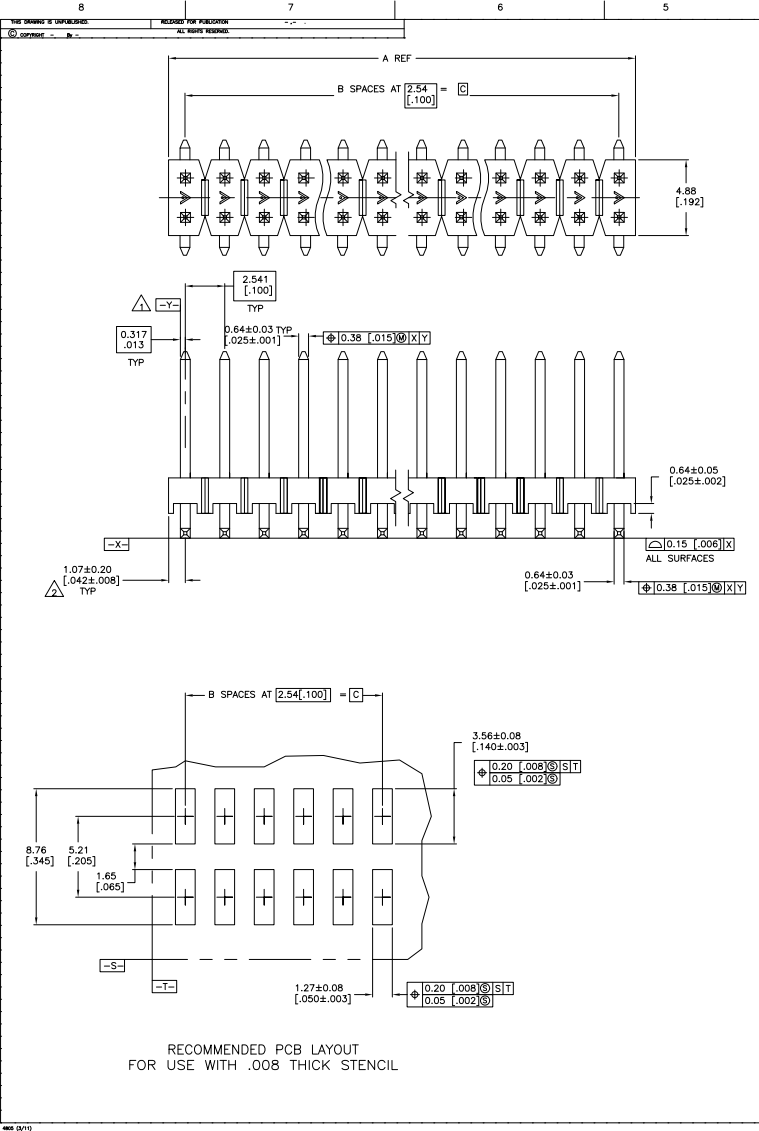 8 7 6 5
THIS DRAWING IS UNPUBLISHED. RELEASED FOR PUBLICATION - ,- .
© COPYRIGHT - By - ALL RIGHTS RESERVED.
A REF
B SPACES AT 2.54 [.100] = C
4.88
[.192]
2.541
[.100]
TYP
1 -Y-
0.317
.013
TYP
0.64±0.03 TYP
[.025±.001]
⌖ 0.38 [.015]Ⓜ X Y
0.64±0.05
[.025±.002]
-X-
⌓ 0.15 [.006] X
ALL SURFACES
1.07±0.20
[.042±.008]
2 TYP
0.64±0.03
[.025±.001]
⌖ 0.38 [.015]Ⓜ X Y
B SPACES AT 2.54[.100] = C
3.56±0.08
[.140±.003]
⌖ 0.20 [.008]Ⓢ S T
0.05 [.002]Ⓢ
8.76
[.345]
5.21
[.205]
1.65
[.065]
-S-
-T-
1.27±0.08
[.050±.003]
⌖ 0.20 [.008]Ⓢ S T
0.05 [.002]Ⓢ
RECOMMENDED PCB LAYOUT
FOR USE WITH .008 THICK STENCIL
4805 (3/11)